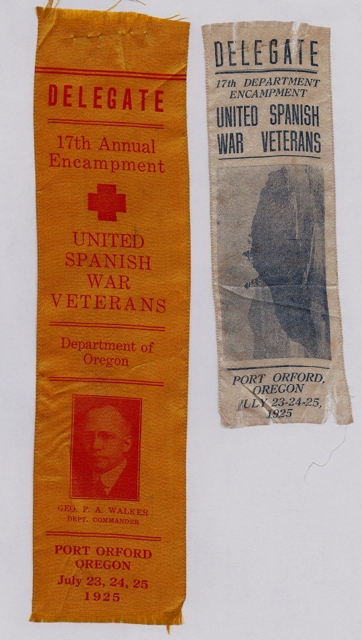 DELEGATE
17th Annual
Encampment
UNITED
SPANISH
WAR
VETERANS
Department of
Oregon
GEO. P. A. WALKER
DEPT. COMMANDER
PORT ORFORD
OREGON
July 23, 24, 25
1925
DELEGATE
17th DEPARTMENT
ENCAMPMENT
UNITED SPANISH
WAR VETERANS
PORT ORFORD,
OREGON
JULY 23-24-25,
1925